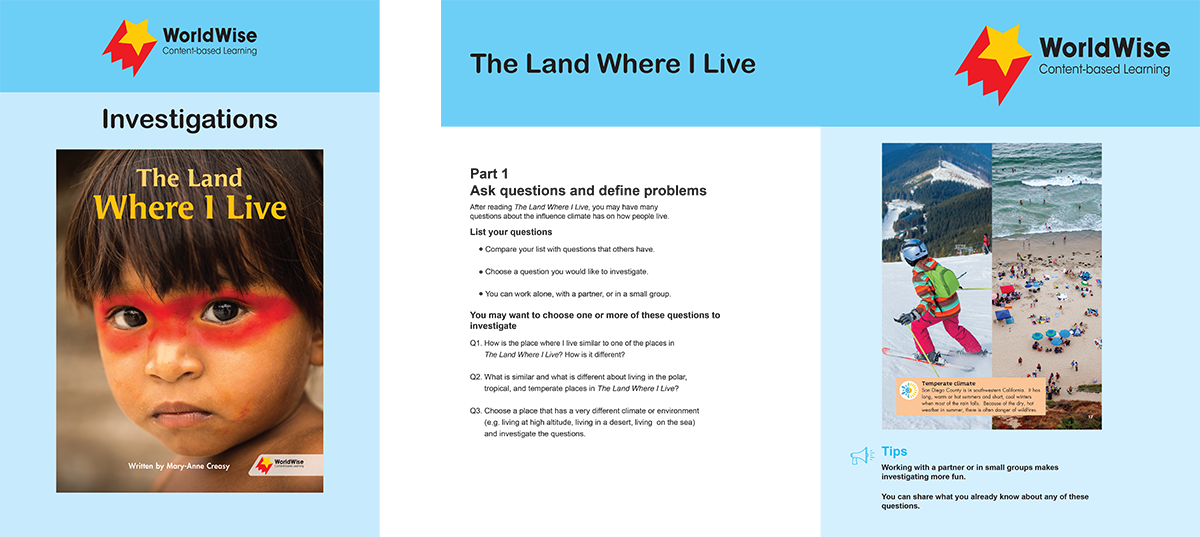 WorldWise
Content-based Learning
Investigations
The Land
Where I Live
Written by Mary-Anne Creasy
WorldWise
Content-based Learning
The Land Where I Live
WorldWise
Content-based Learning
Part 1
Ask questions and define problems
After reading The Land Where I Live, you may have many
questions about the influence climate has on how people live.
List your questions
• Compare your list with questions that others have.
• Choose a question you would like to investigate.
• You can work alone, with a partner, or in a small group.
You may want to choose one or more of these questions to
investigate
Q1. How is the place where I live similar to one of the places in
The Land Where I Live? How is it different?
Q2. What is similar and what is different about living in the polar,
tropical, and temperate places in The Land Where I Live?
Q3. Choose a place that has a very different climate or environment
(e.g. living at high altitude, living in a desert, living on the sea)
and investigate the questions.
Temperate climate
San Diego County is in southwestern California. It has
long, warm or hot summers and short, cool winters
when most of the rain falls. Because of the dry, hot
weather in summer, there is often danger of wildfires.
17
Tips
Working with a partner or in small groups makes
investigating more fun.
You can share what you already know about any of these
questions.